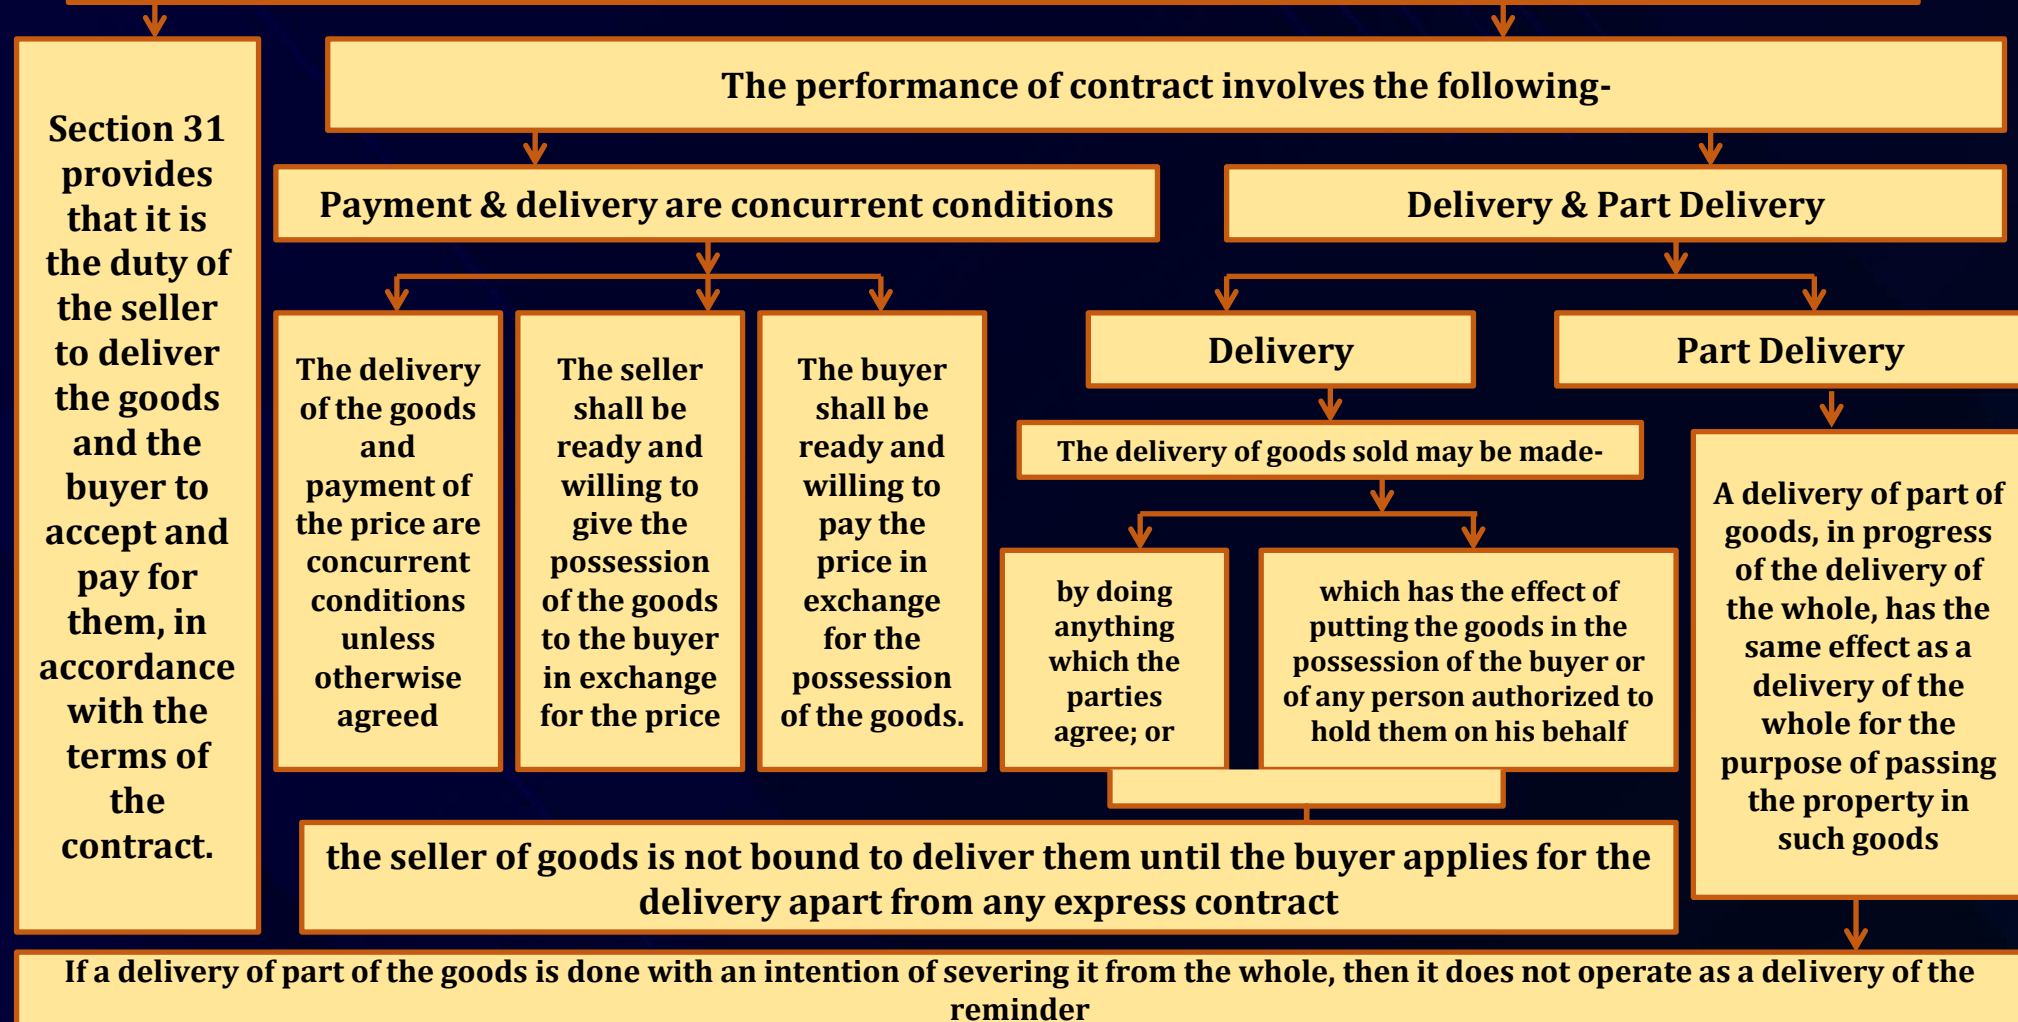 Section 31
provides
that it is
the duty of
the seller
to deliver
the goods
and the
buyer to
accept and
pay for
them, in
accordance
with the
terms of
the
contract.
The performance of contract involves the following-
Payment & delivery are concurrent conditions
The delivery
of the goods
and
payment of
the price are
concurrent
conditions
unless
otherwise
agreed
The seller
shall be
ready and
willing to
give the
possession
of the goods
to the buyer
in exchange
for the price
The buyer
shall be
ready and
willing to
pay the
price in
exchange
for the
possession
of the goods.
Delivery & Part Delivery
Delivery
The delivery of goods sold may be made-
by doing
anything
which the
parties
agree; or
which has the effect of
putting the goods in the
possession of the buyer or
of any person authorized to
hold them on his behalf
the seller of goods is not bound to deliver them until the buyer applies for the
delivery apart from any express contract
Part Delivery
A delivery of part of
goods, in progress
of the delivery of
the whole, has the
same effect as a
delivery of the
whole for the
purpose of passing
the property in
such goods
If a delivery of part of the goods is done with an intention of severing it from the whole, then it does not operate as a delivery of the
reminder